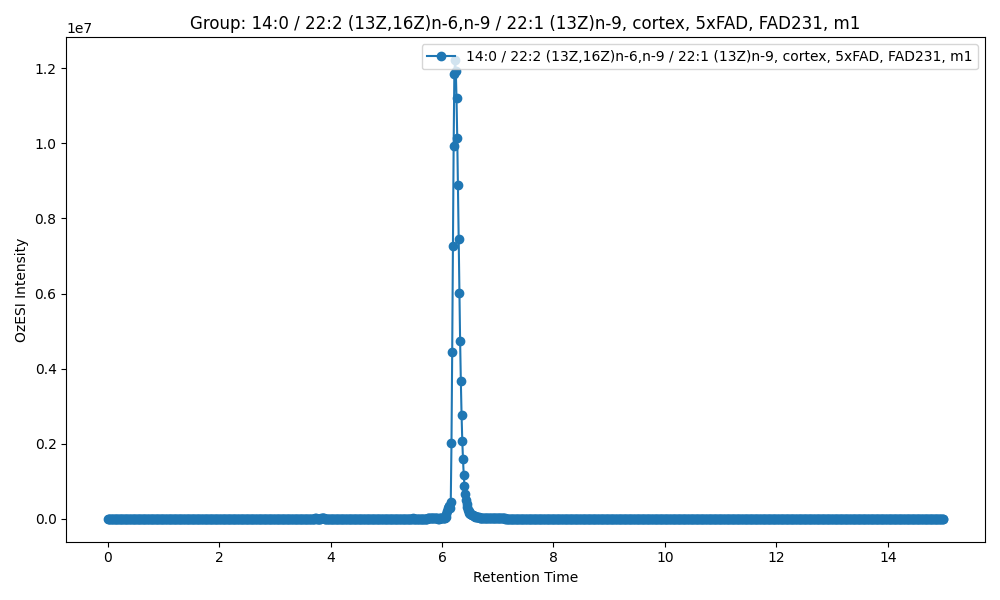 Group: 14:0 / 22:2 (13Z,16Z)n-6,n-9 / 22:1 (13Z)n-9, cortex, 5xFAD, FAD231, m1
1e7
14:0 / 22:2 (13Z,16Z)n-6,n-9 / 22:1 (13Z)n-9, cortex, 5xFAD, FAD231, m1
1.2
1.0
0.8
0.6
0.4
0.2
0.0
OzESI Intensity
0 2 4 6 8 10 12 14
Retention Time